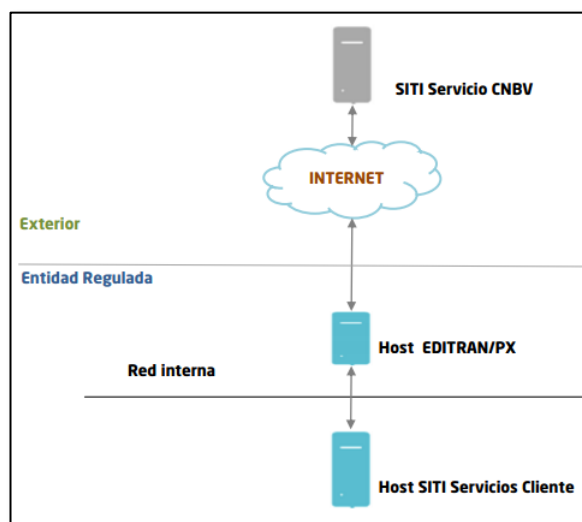 SITI Servicio CNBV
INTERNET
Exterior
Entidad Regulada
Host EDITRAN/PX
Red interna
Host SITI Servicios Cliente